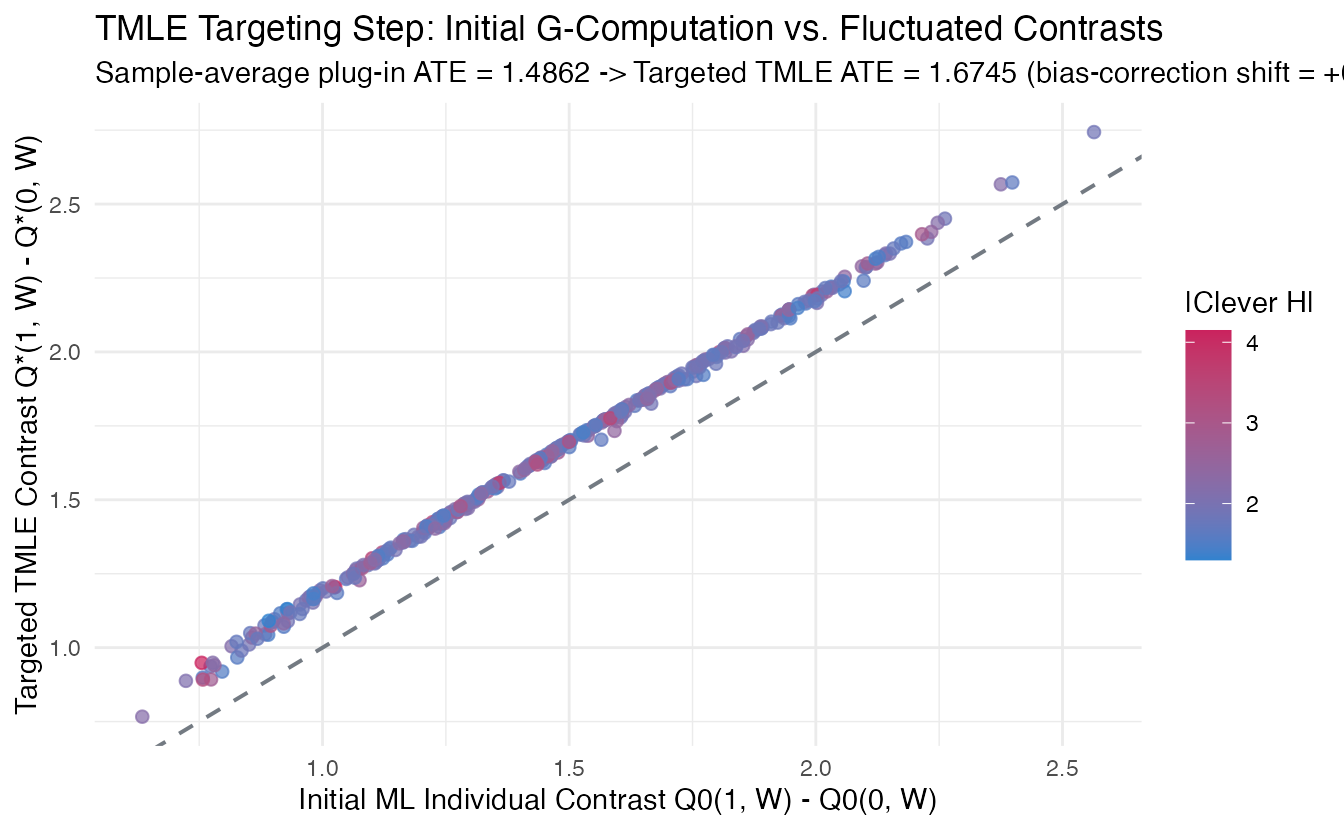 TMLE Targeting Step: Initial G-Computation vs. Fluctuated Contrasts
Sample-average plug-in ATE = 1.4862 -> Targeted TMLE ATE = 1.6745 (bias-correction shift = +
Targeted TMLE Contrast Q*(1, W) - Q*(0, W)
2.5
2.0
1.5
1.0
1.0 1.5 2.0 2.5
Initial ML Individual Contrast Q0(1, W) - Q0(0, W)
|Clever H|
4
3
2